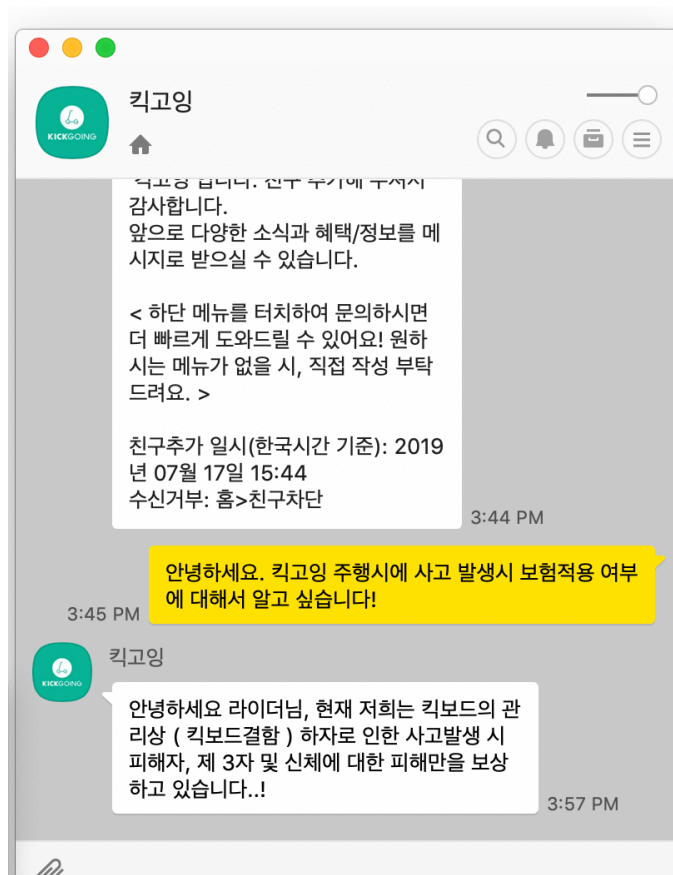 킥고잉
KICKGOING
감사합니다.
앞으로 다양한 소식과 혜택/정보를 메
시지로 받으실 수 있습니다.
< 하단 메뉴를 터치하여 문의하시면
더 빠르게 도와드릴 수 있어요! 원하
시는 메뉴가 없을 시, 직접 작성 부탁
드려요. >
친구추가 일시(한국시간 기준): 2019
년 07월 17일 15:44
수신거부: 홈>친구차단
3:44 PM
안녕하세요. 킥고잉 주행시에 사고 발생시 보험적용 여부
에 대해서 알고 싶습니다!
3:45 PM
킥고잉
KICKGOING
안녕하세요 라이더님, 현재 저희는 킥보드의 관
리상 ( 킥보드결함 ) 하자로 인한 사고발생 시
피해자, 제 3자 및 신체에 대한 피해만을 보상
하고 있습니다..!
3:57 PM